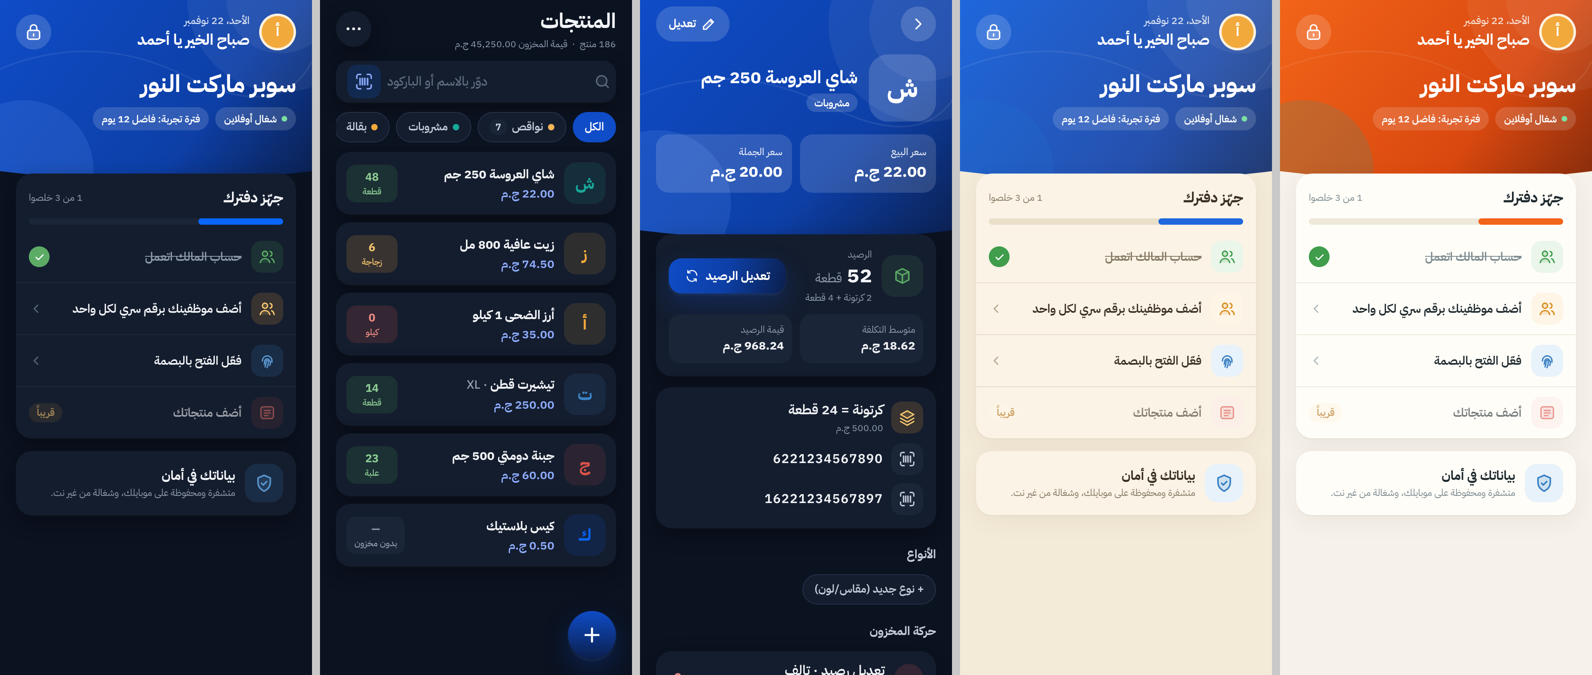 الأحد، 22 نوفمبر
صباح الخير يا أحمد
أ
سوبر ماركت النور
شغال أوفلاين
فترة تجربة: فاضل 12 يوم
جهّز دفترك
1 من 3 خلصوا
حساب المالك اتعمل
أضف موظفينك برقم سري لكل واحد
فعّل الفتح بالبصمة
أضف منتجاتك
قريباً
بياناتك في أمان
متشفرة ومحفوظة على موبايلك، وشغالة من غير نت.
المنتجات
186 منتج · قيمة المخزون 45,250.00 ج.م
دوّر بالاسم أو الباركود
الكل
نواقص 7
مشروبات
بقالة
ش
شاي العروسة 250 جم
22.00 ج.م
48
قطعة
ز
زيت عافية 800 مل
74.50 ج.م
6
زجاجة
أ
أرز الضحى 1 كيلو
35.00 ج.م
0
كيلو
ت
تيشيرت قطن · XL
250.00 ج.م
14
قطعة
ج
جبنة دومتي 500 جم
60.00 ج.م
23
علبة
ك
كيس بلاستيك
0.50 ج.م
—
بدون مخزون
+
تعديل
ش
شاي العروسة 250 جم
مشروبات
سعر البيع
22.00 ج.م
سعر الجملة
20.00 ج.م
الرصيد
52 قطعة
2 كرتونة + 4 قطعة
تعديل الرصيد
متوسط التكلفة
18.62 ج.م
قيمة الرصيد
968.24 ج.م
كرتونة = 24 قطعة
500.00 ج.م
6221234567890
16221234567897
الأنواع
+ نوع جديد (مقاس/لون)
حركة المخزون
تعديل رصيد · تالف
الأحد، 22 نوفمبر
صباح الخير يا أحمد
أ
سوبر ماركت النور
شغال أوفلاين
فترة تجربة: فاضل 12 يوم
جهّز دفترك
1 من 3 خلصوا
حساب المالك اتعمل
أضف موظفينك برقم سري لكل واحد
فعّل الفتح بالبصمة
أضف منتجاتك
قريباً
بياناتك في أمان
متشفرة ومحفوظة على موبايلك، وشغالة من غير نت.
الأحد، 22 نوفمبر
صباح الخير يا أحمد
أ
سوبر ماركت النور
شغال أوفلاين
فترة تجربة: فاضل 12 يوم
جهّز دفترك
1 من 3 خلصوا
حساب المالك اتعمل
أضف موظفينك برقم سري لكل واحد
فعّل الفتح بالبصمة
أضف منتجاتك
قريباً
بياناتك في أمان
متشفرة ومحفوظة على موبايلك، وشغالة من غير نت.